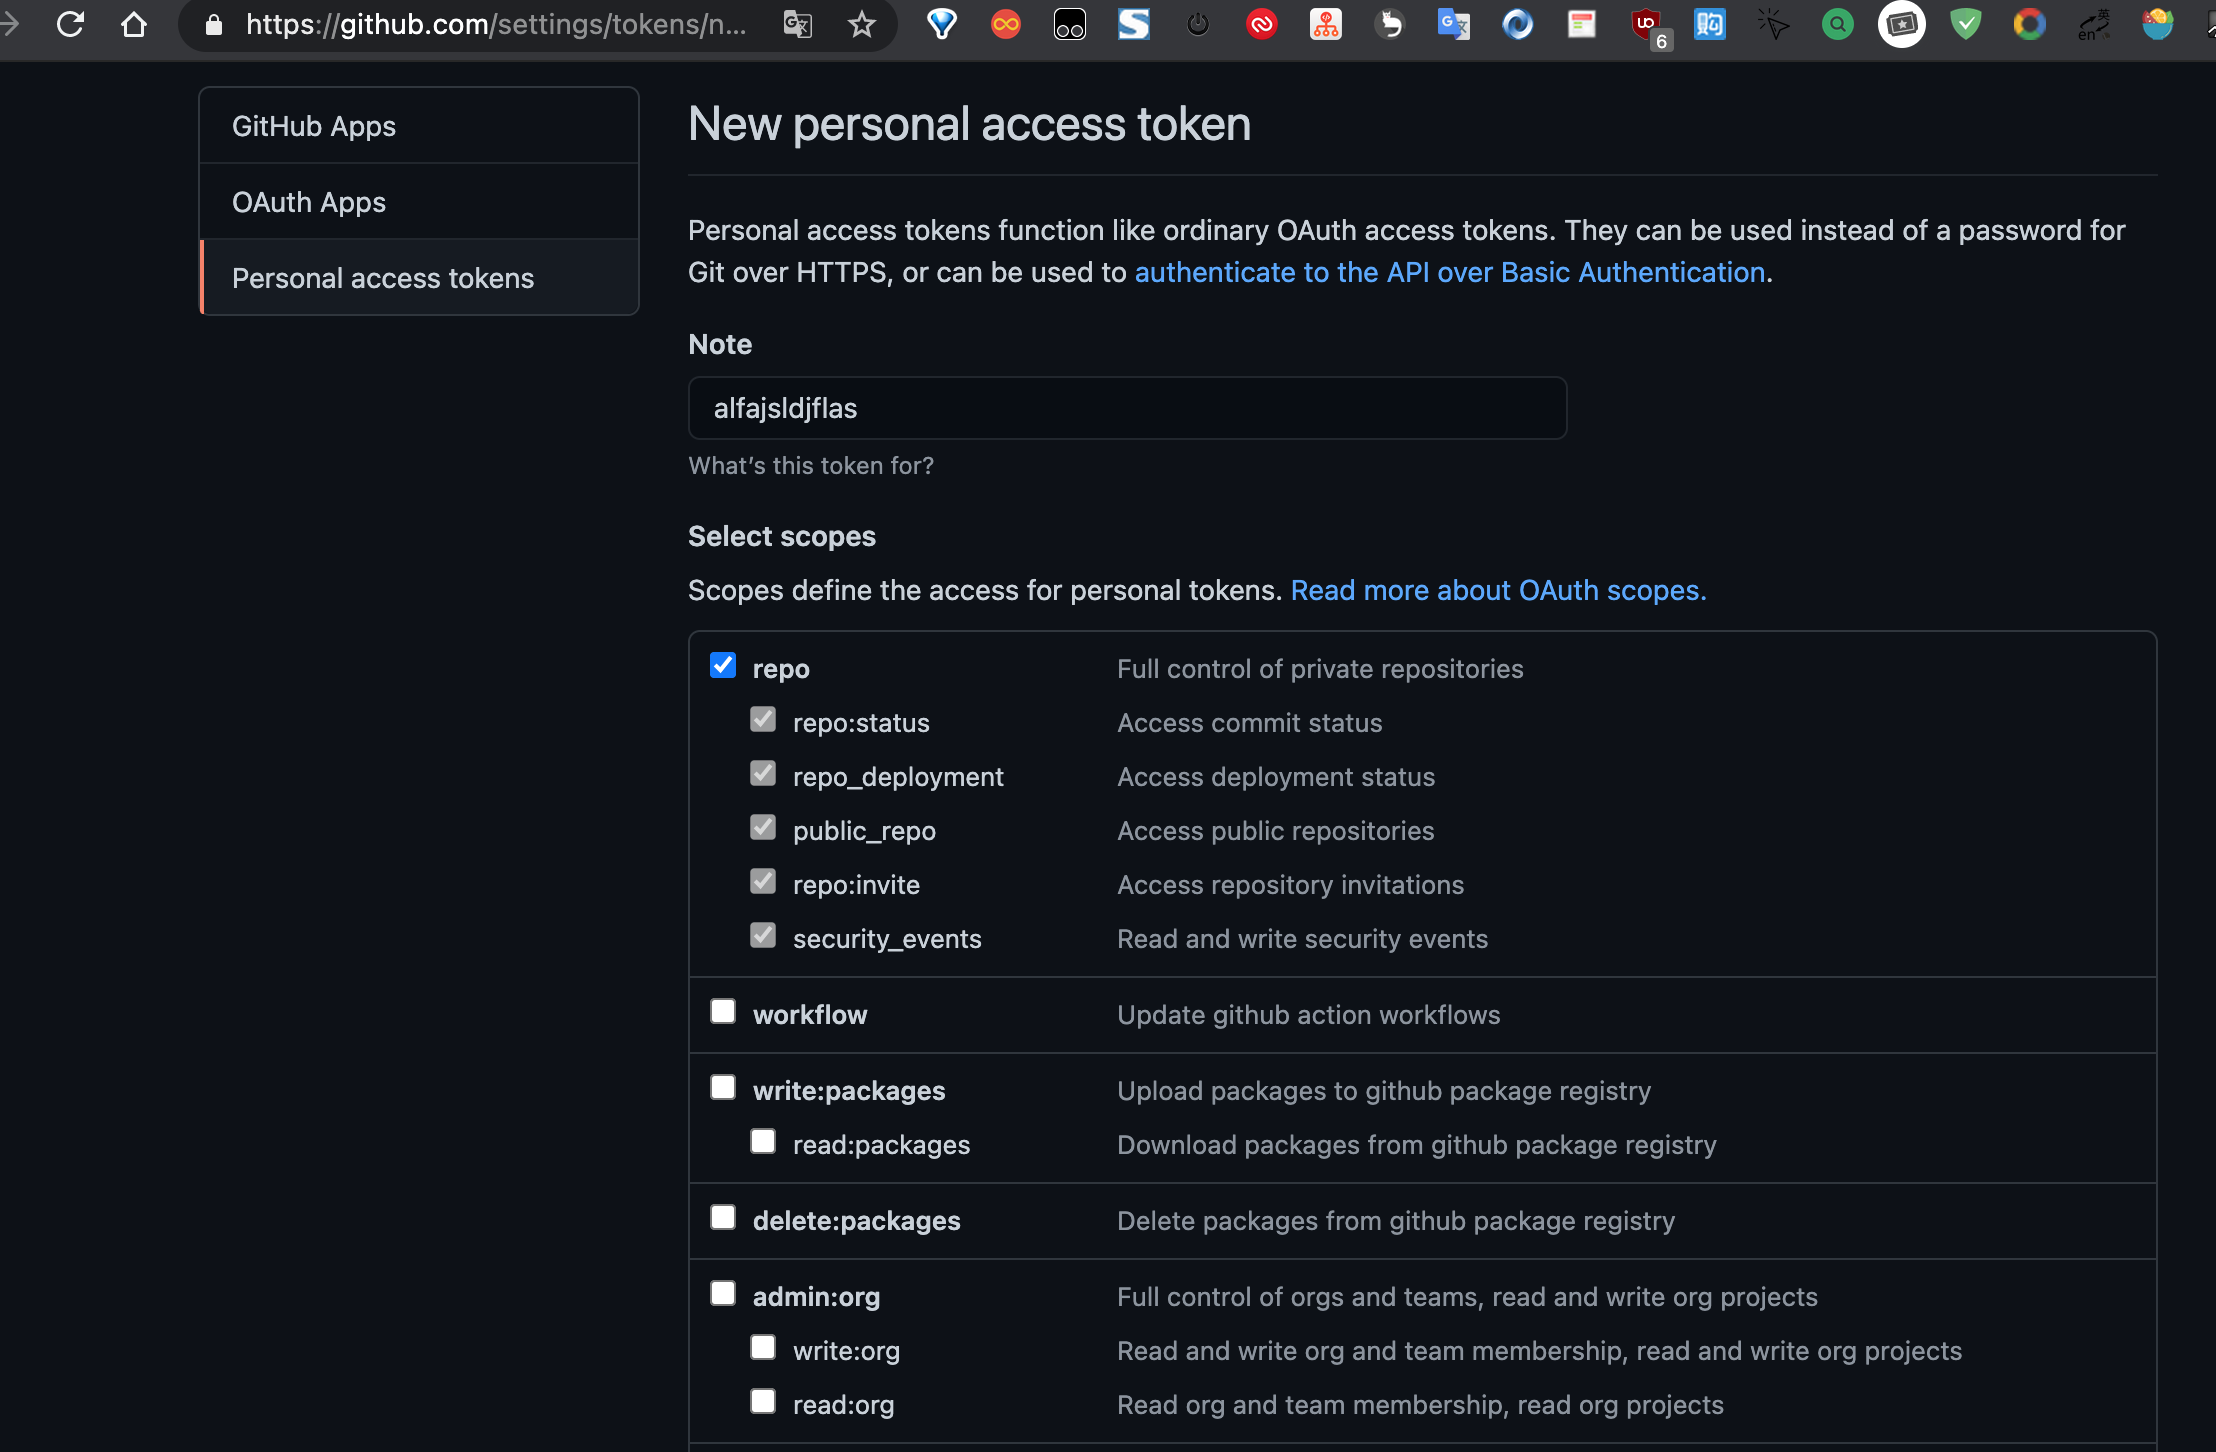 https://github.com/settings/tokens/n...
6
购
英
en
GitHub Apps
OAuth Apps
Personal access tokens
New personal access token
Personal access tokens function like ordinary OAuth access tokens. They can be used instead of a password for
Git over HTTPS, or can be used to authenticate to the API over Basic Authentication.
Note
alfajsldjflas
What's this token for?
Select scopes
Scopes define the access for personal tokens. Read more about OAuth scopes.
repo Full control of private repositories
repo:status Access commit status
repo_deployment Access deployment status
public_repo Access public repositories
repo:invite Access repository invitations
security_events Read and write security events
workflow Update github action workflows
write:packages Upload packages to github package registry
read:packages Download packages from github package registry
delete:packages Delete packages from github package registry
admin:org Full control of orgs and teams, read and write org projects
write:org Read and write org and team membership, read and write org projects
read:org Read org and team membership, read org projects